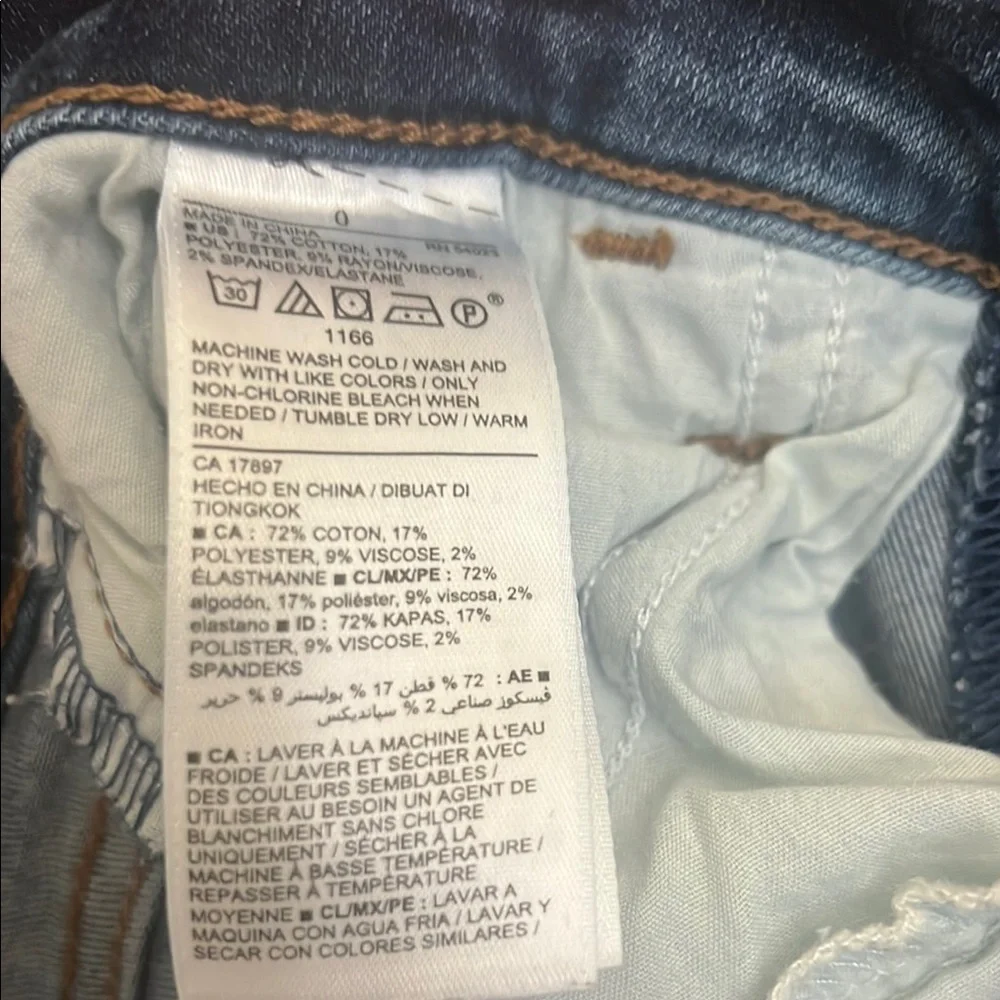 0
MADE IN CHINA RN 54023
■ US : 72% COTTON, 17%
POLYESTER, 9% RAYON/VISCOSE,
2% SPANDEX/ELASTANE
30 P®
1166
MACHINE WASH COLD / WASH AND
DRY WITH LIKE COLORS / ONLY
NON-CHLORINE BLEACH WHEN
NEEDED / TUMBLE DRY LOW / WARM
IRON
CA 17897
HECHO EN CHINA / DIBUAT DI
TIONGKOK
■ CA : 72% COTON, 17%
POLYESTER, 9% VISCOSE, 2%
ÉLASTHANNE ■ CL/MX/PE : 72%
algodón, 17% poliéster, 9% viscosa, 2%
elastano ■ ID : 72% KAPAS, 17%
POLISTER, 9% VISCOSE, 2%
SPANDEKS
■ AE : 72 % قطن 17 % بوليستر 9 % حرير
فيسكوز صناعي 2 % سبانديكس
■ CA : LAVER À LA MACHINE À L'EAU
FROIDE / LAVER ET SÉCHER AVEC
DES COULEURS SEMBLABLES /
UTILISER AU BESOIN UN AGENT DE
BLANCHIMENT SANS CHLORE
UNIQUEMENT / SÉCHER À LA
MACHINE À BASSE TEMPÉRATURE /
REPASSER À TEMPÉRATURE
MOYENNE ■ CL/MX/PE : LAVAR A
MAQUINA CON AGUA FRIA / LAVAR Y
SECAR CON COLORES SIMILARES /